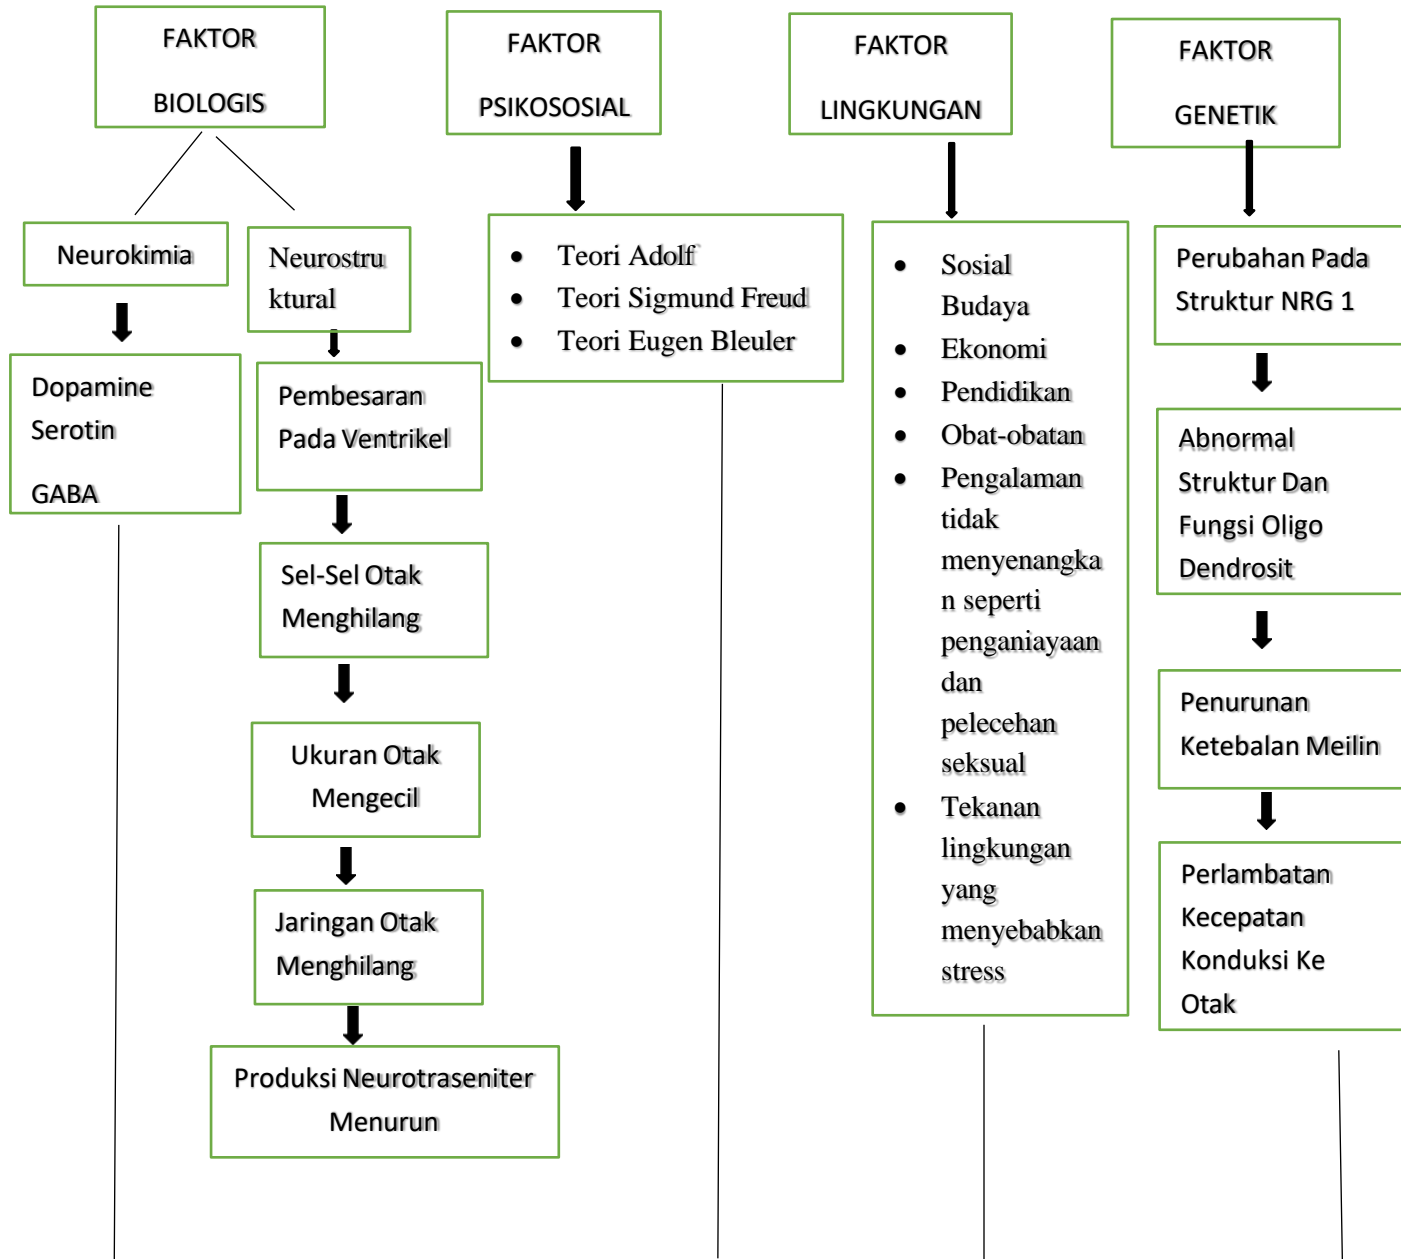 FAKTOR
BIOLOGIS
FAKTOR
PSIKOSOSIAL
FAKTOR
LINGKUNGAN
FAKTOR
GENETIK
Neurokimia
Neurostru
ktural
Dopamine
Serotin
GABA
Pembesaran
Pada Ventrikel
Sel-Sel Otak
Menghilang
Ukuran Otak
Mengecil
Jaringan Otak
Menghilang
Produksi Neurotraseniter
Menurun
• Teori Adolf
• Teori Sigmund Freud
• Teori Eugen Bleuler
• Sosial
Budaya
• Ekonomi
• Pendidikan
• Obat-obatan
• Pengalaman
tidak
menyenangka
n seperti
penganiayaan
dan
pelecehan
seksual
• Tekanan
lingkungan
yang
menyebabkan
stress
Perubahan Pada
Struktur NRG 1
Abnormal
Struktur Dan
Fungsi Oligo
Dendrosit
Penurunan
Ketebalan Meilin
Perlambatan
Kecepatan
Konduksi Ke
Otak